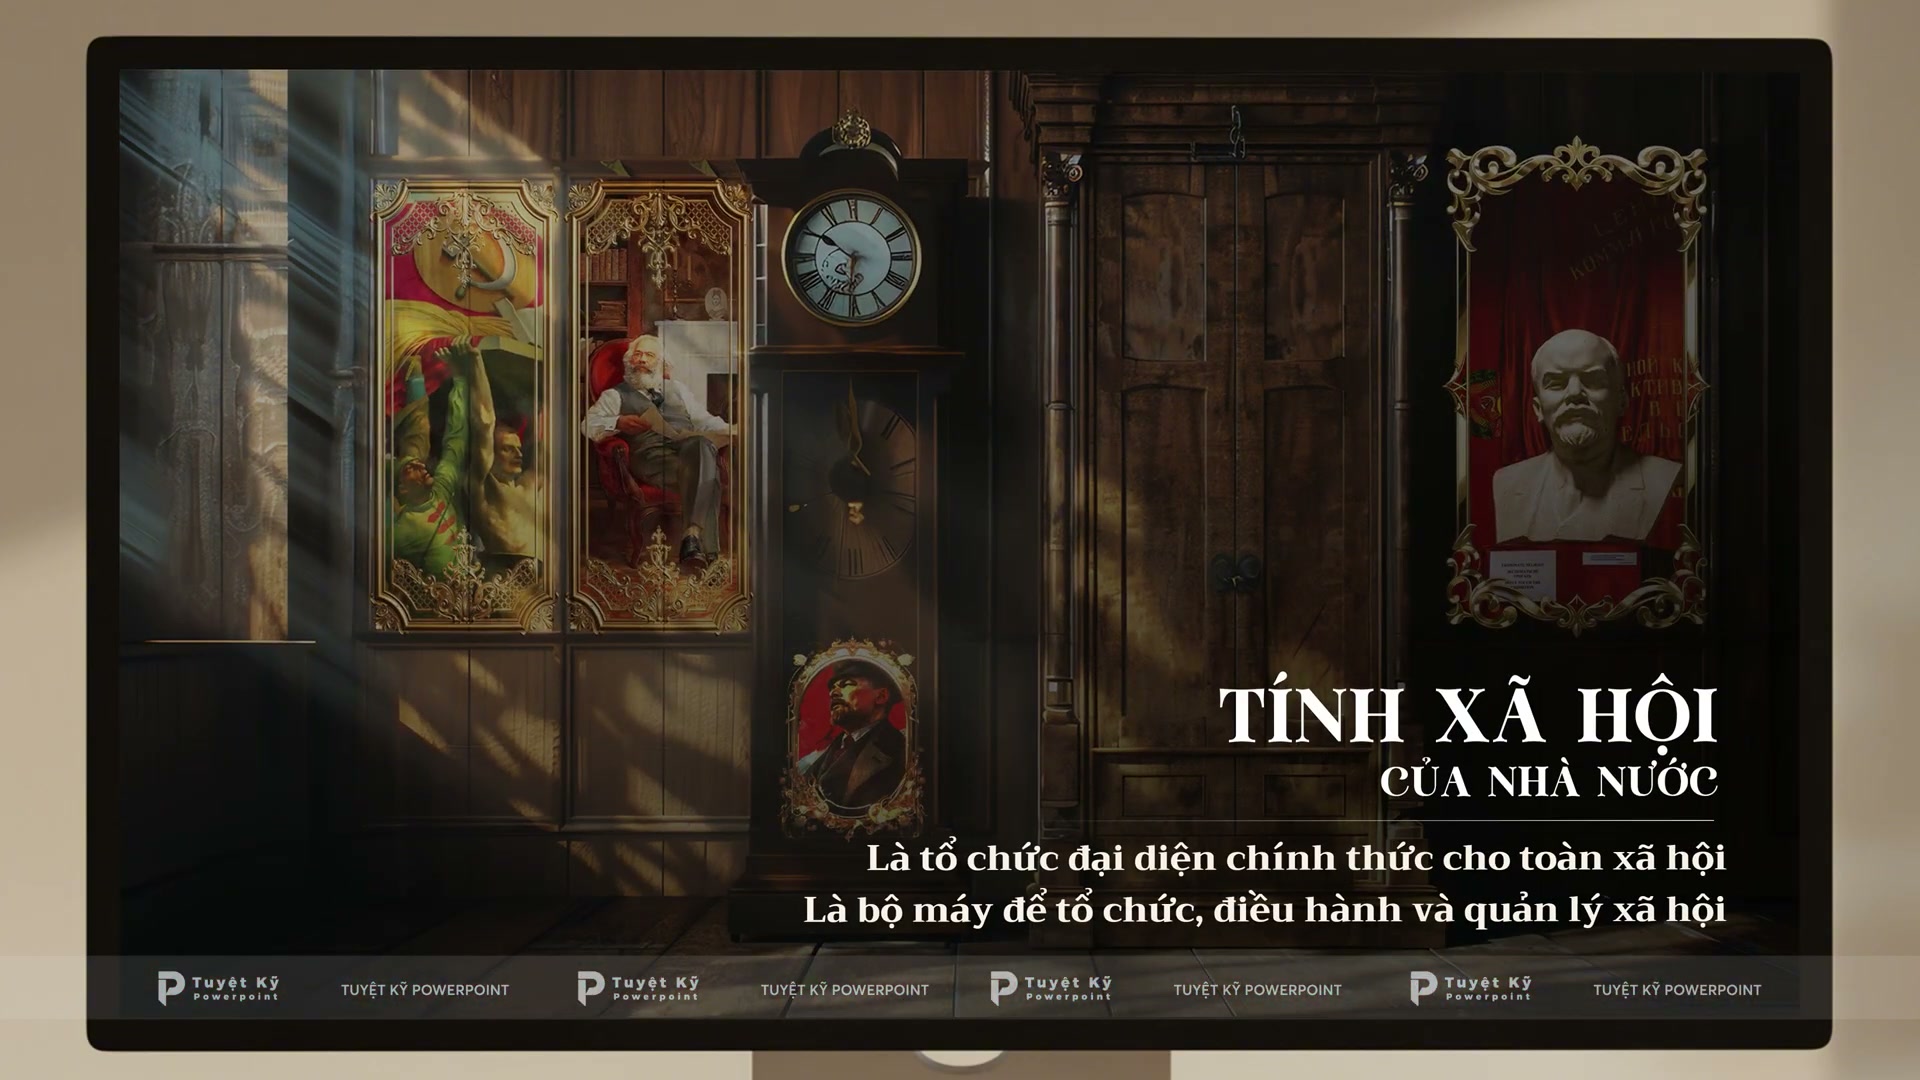 TÍNH XÃ HỘI
CỦA NHÀ NƯỚC
Là tổ chức đại diện chính thức cho toàn xã hội
Là bộ máy để tổ chức, điều hành và quản lý xã hội
Tuyệt Kỹ
Powerpoint
TUYỆT KỸ POWERPOINT
Tuyệt Kỹ
Powerpoint
TUYỆT KỸ POWERPOINT
Tuyệt Kỹ
Powerpoint
TUYỆT KỸ POWERPOINT
Tuyệt Kỹ
Powerpoint
TUYỆT KỸ POWERPOINT